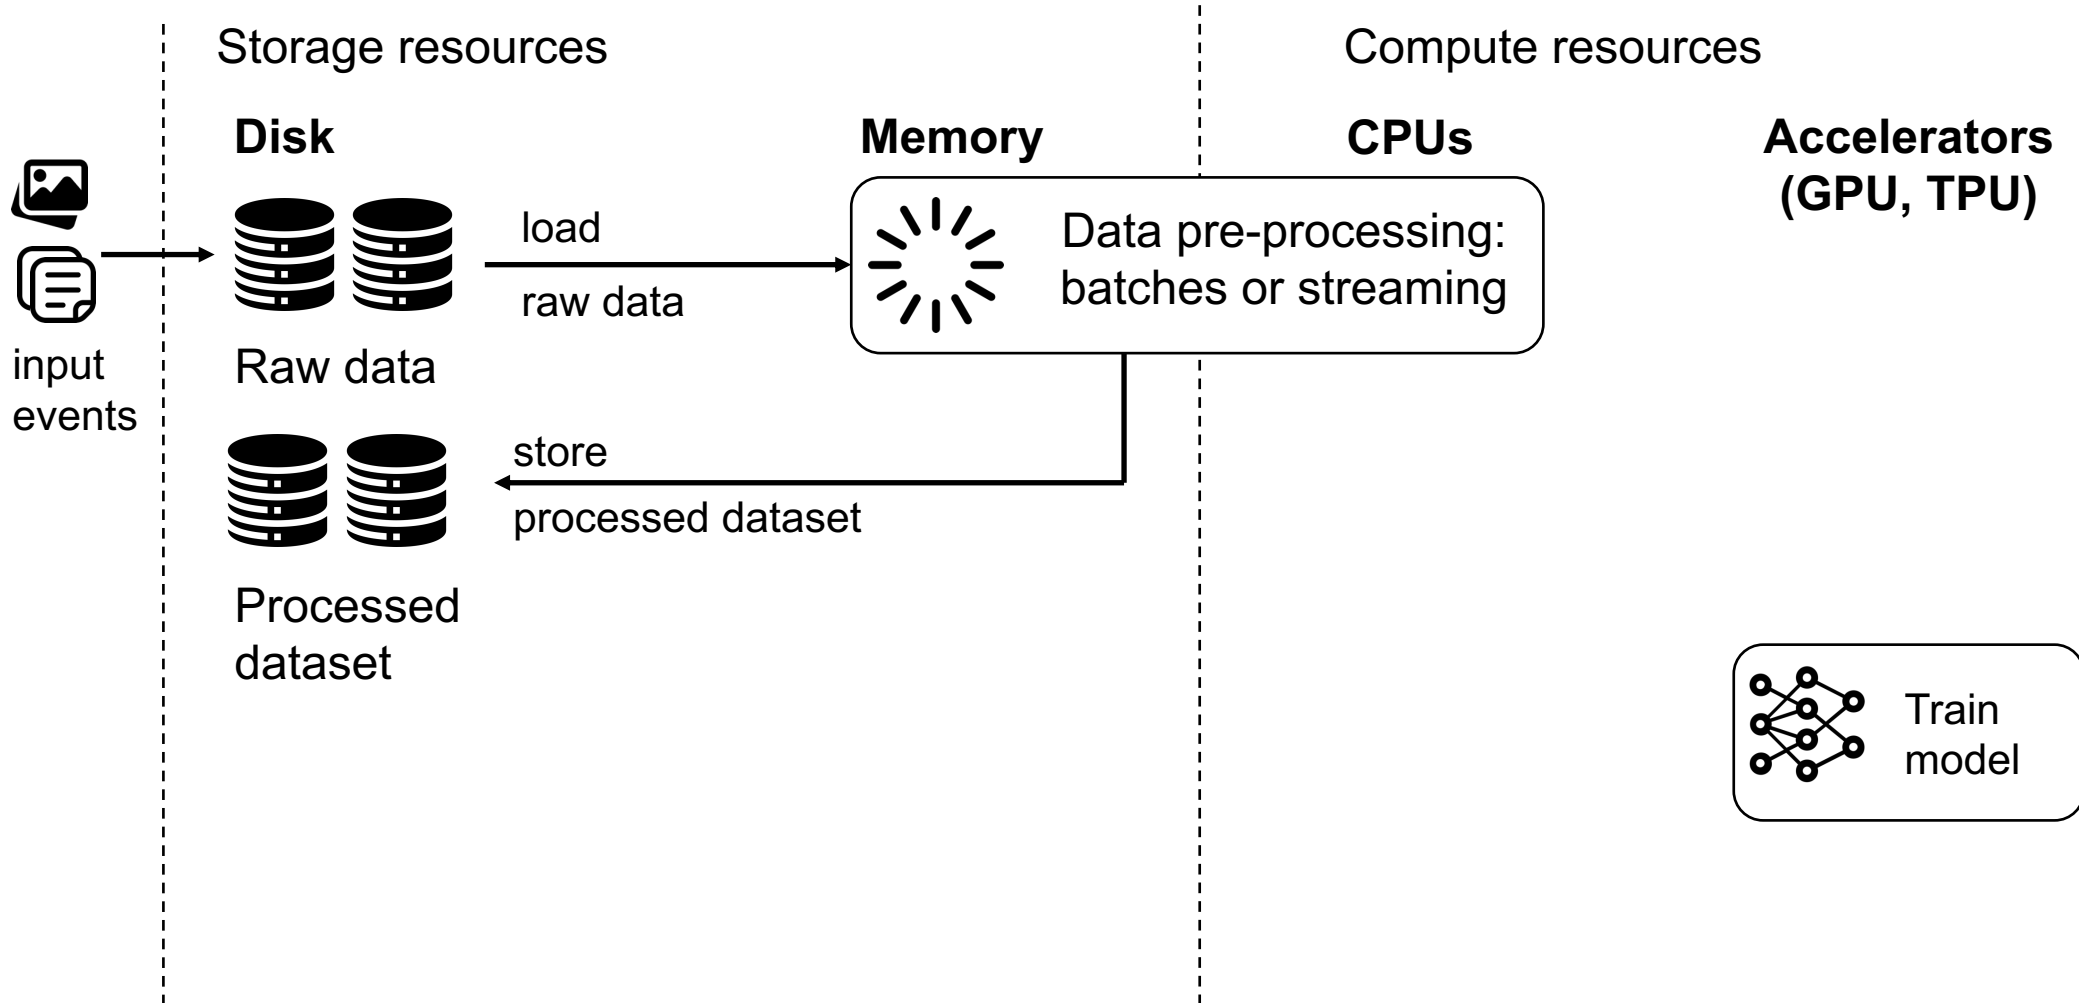 Storage resources
Compute resources
Disk
Memory
CPUs
Accelerators
(GPU, TPU)
input
events
load
raw data
Data pre-processing:
batches or streaming
Raw data
store
processed dataset
Processed
dataset
Train
model